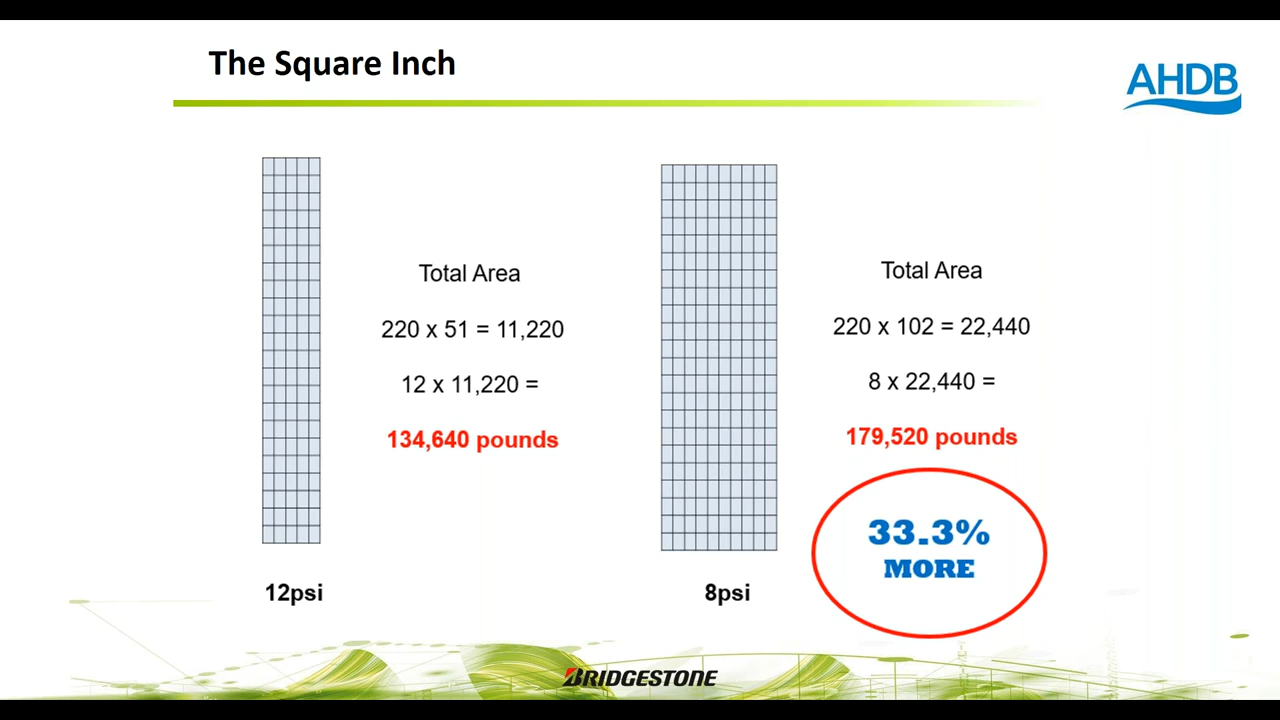 The Square Inch
AHDB
Total Area
220 x 51 = 11,220
12 x 11,220 =
134,640 pounds
12psi
Total Area
220 x 102 = 22,440
8 x 22,440 =
179,520 pounds
33.3%
MORE
8psi
BRIDGESTONE